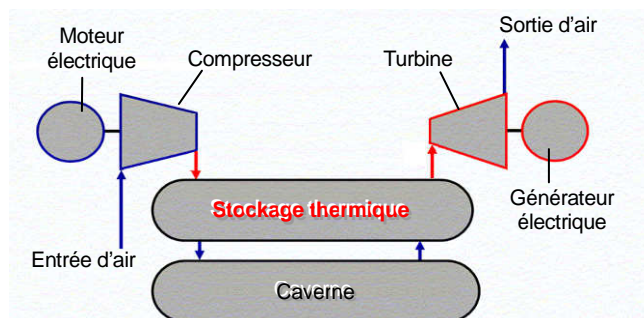 Moteur
électrique
Compresseur
Turbine
Sortie d'air
Stockage thermique
Générateur
électrique
Entrée d'air
Caverne